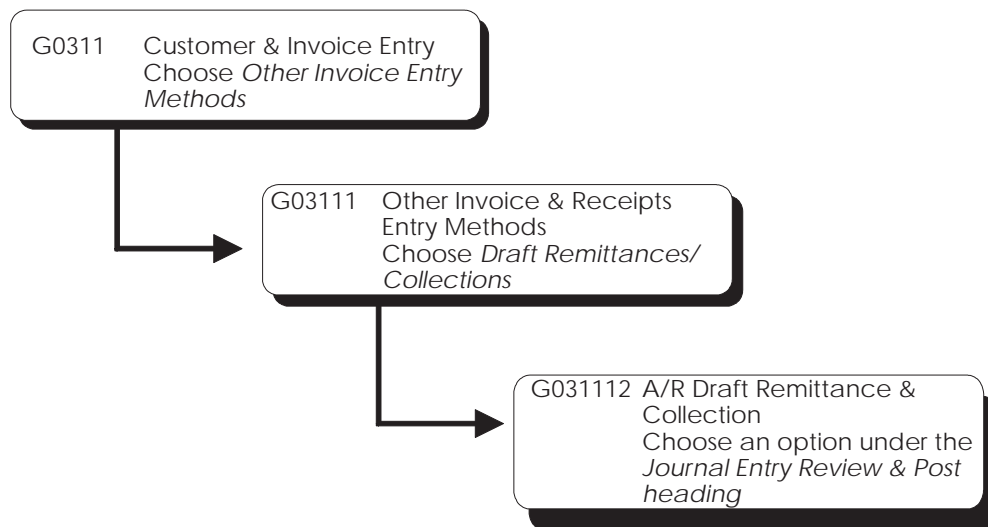 G0311 Customer & Invoice Entry
Choose Other Invoice Entry
Methods
G03111 Other Invoice & Receipts
Entry Methods
Choose Draft Remittances/
Collections
G031112 A/R Draft Remittance &
Collection
Choose an option under the
Journal Entry Review & Post
heading